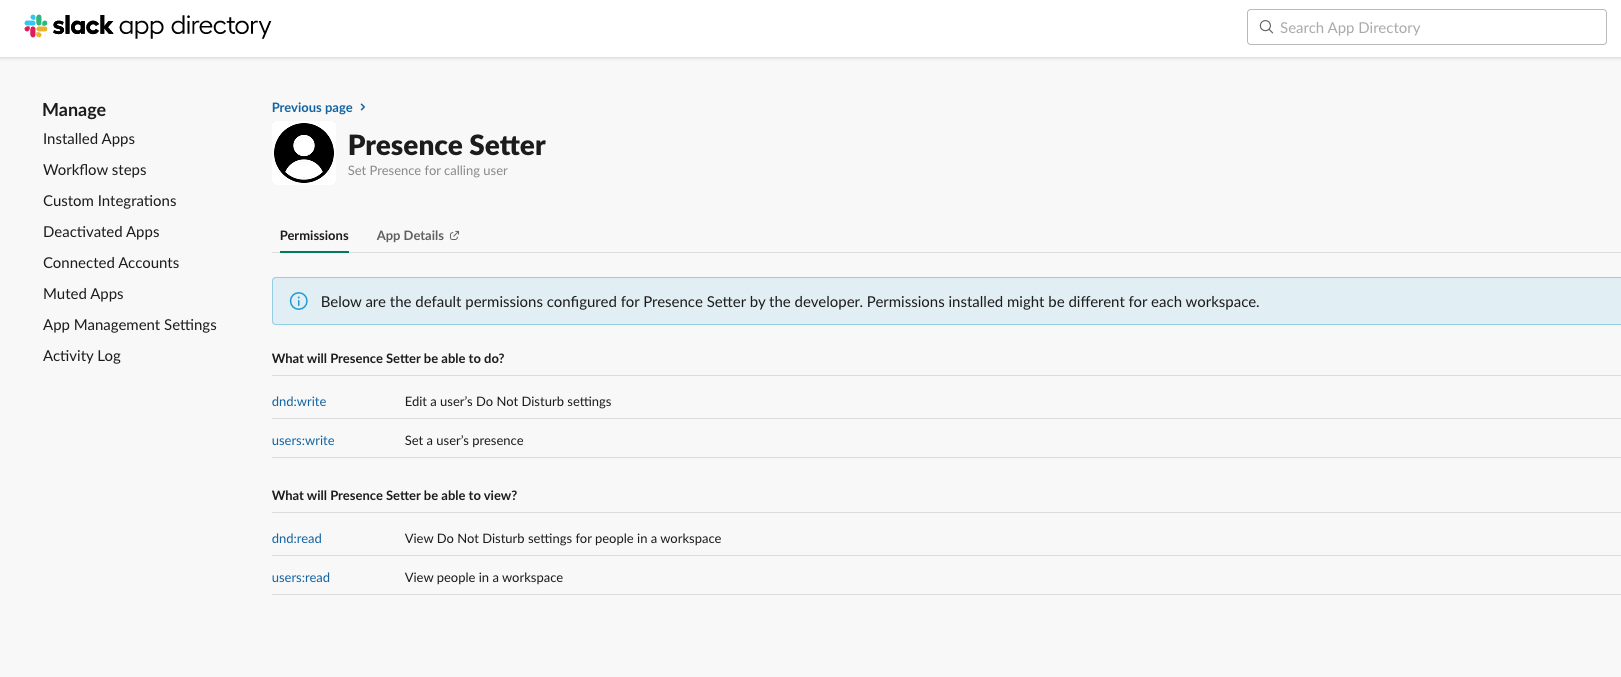 slack app directory
Search App Directory
Manage
Installed Apps
Workflow steps
Custom Integrations
Deactivated Apps
Connected Accounts
Muted Apps
App Management Settings
Activity Log
Previous page
Presence Setter
Set Presence for calling user
Permissions
App Details
Below are the default permissions configured for Presence Setter by the developer. Permissions installed might be different for each workspace.
What will Presence Setter be able to do?
dnd:write Edit a user’s Do Not Disturb settings
users:write Set a user’s presence
What will Presence Setter be able to view?
dnd:read View Do Not Disturb settings for people in a workspace
users:read View people in a workspace